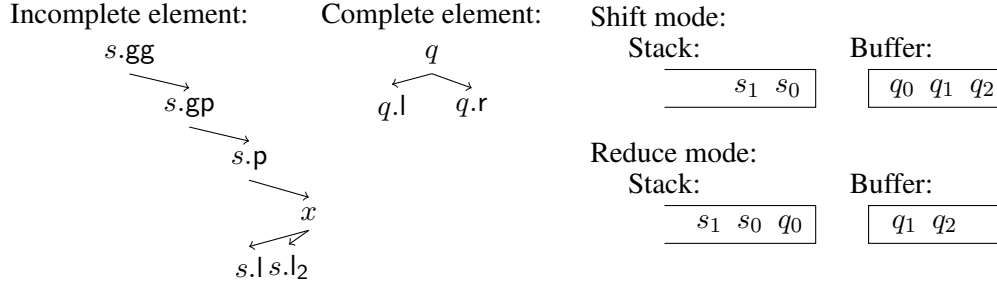 Incomplete element:
s.gg
s.gp
s.p
x
s.l s.l₂
Complete element:
q
q.l q.r
Shift mode:
Stack: Buffer:
s₁ s₀ q₀ q₁ q₂
Reduce mode:
Stack: Buffer:
s₁ s₀ q₀ q₁ q₂